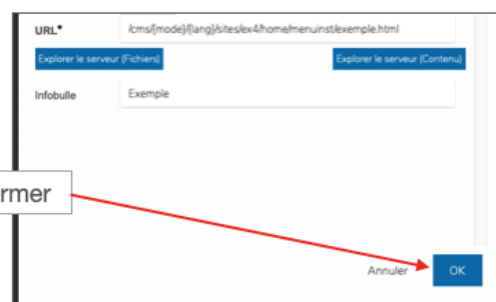 URL* /cms/{mode}/{lang}/sites/ex4/home/menuinst/exemple.html
Explorer le serveur (Fichiers) Explorer le serveur (Contenu)
Infobulle Exemple
rmer
Annuler OK